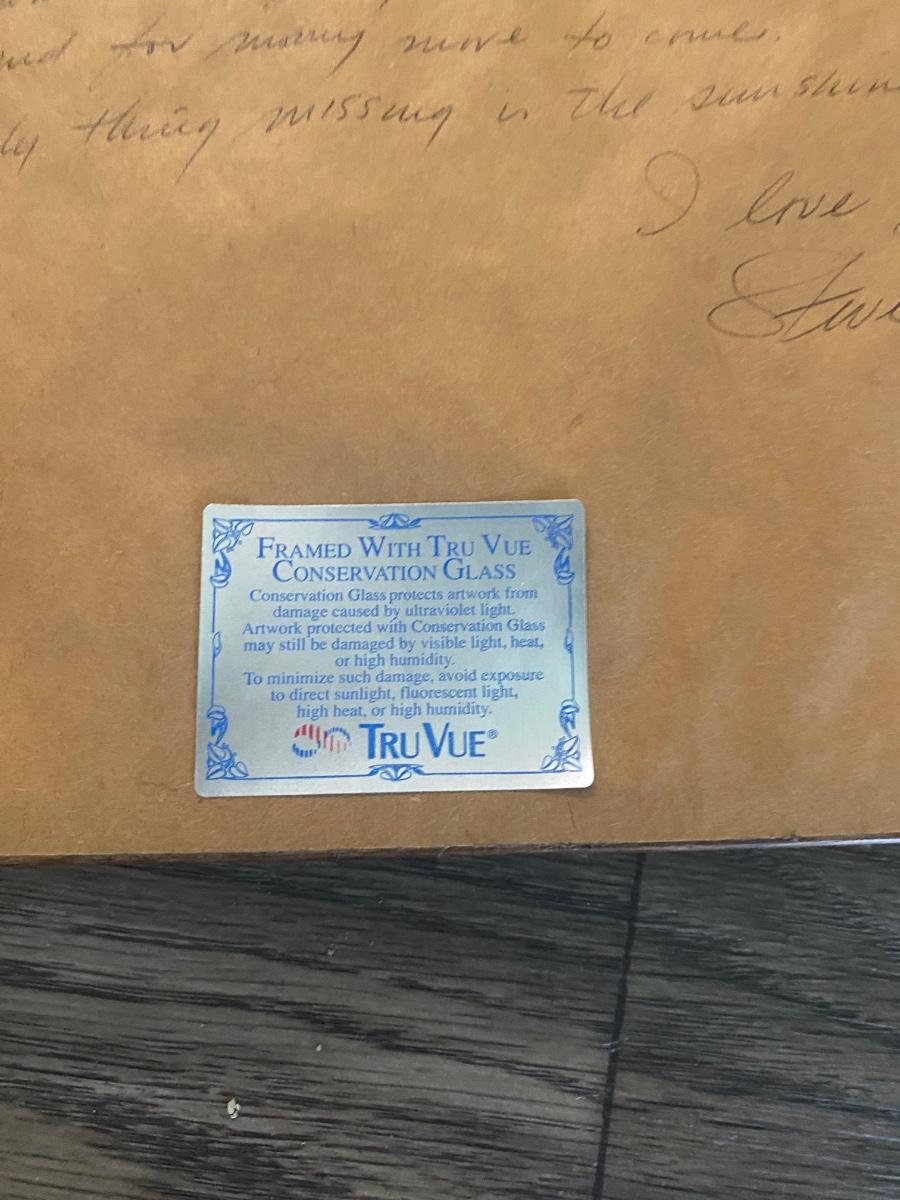 for many more to come.
thing missing is the sunshin
I love
FRAMED WITH TRU VUE
CONSERVATION GLASS
Conservation Glass protects artwork from
damage caused by ultraviolet light.
Artwork protected with Conservation Glass
may still be damaged by visible light, heat,
or high humidity.
To minimize such damage, avoid exposure
to direct sunlight, fluorescent light,
high heat, or high humidity.
TRU VUE®